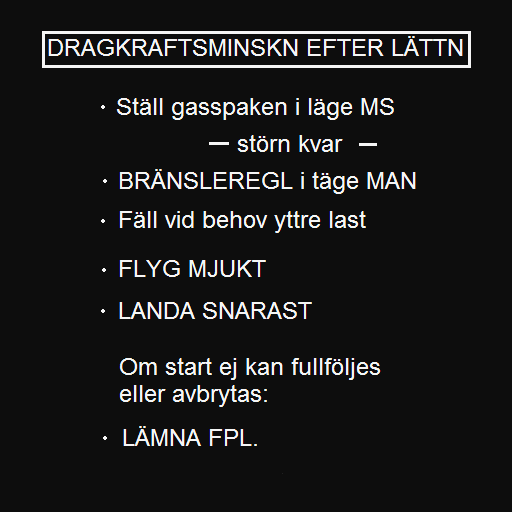 DRAGKRAFTSMINSKN EFTER LÄTTN
· Ställ gasspaken i läge MS
— störn kvar —
· BRÄNSLEREGL i täge MAN
· Fäll vid behov yttre last
· FLYG MJUKT
· LANDA SNARAST
Om start ej kan fullföljes
eller avbrytas:
· LÄMNA FPL.